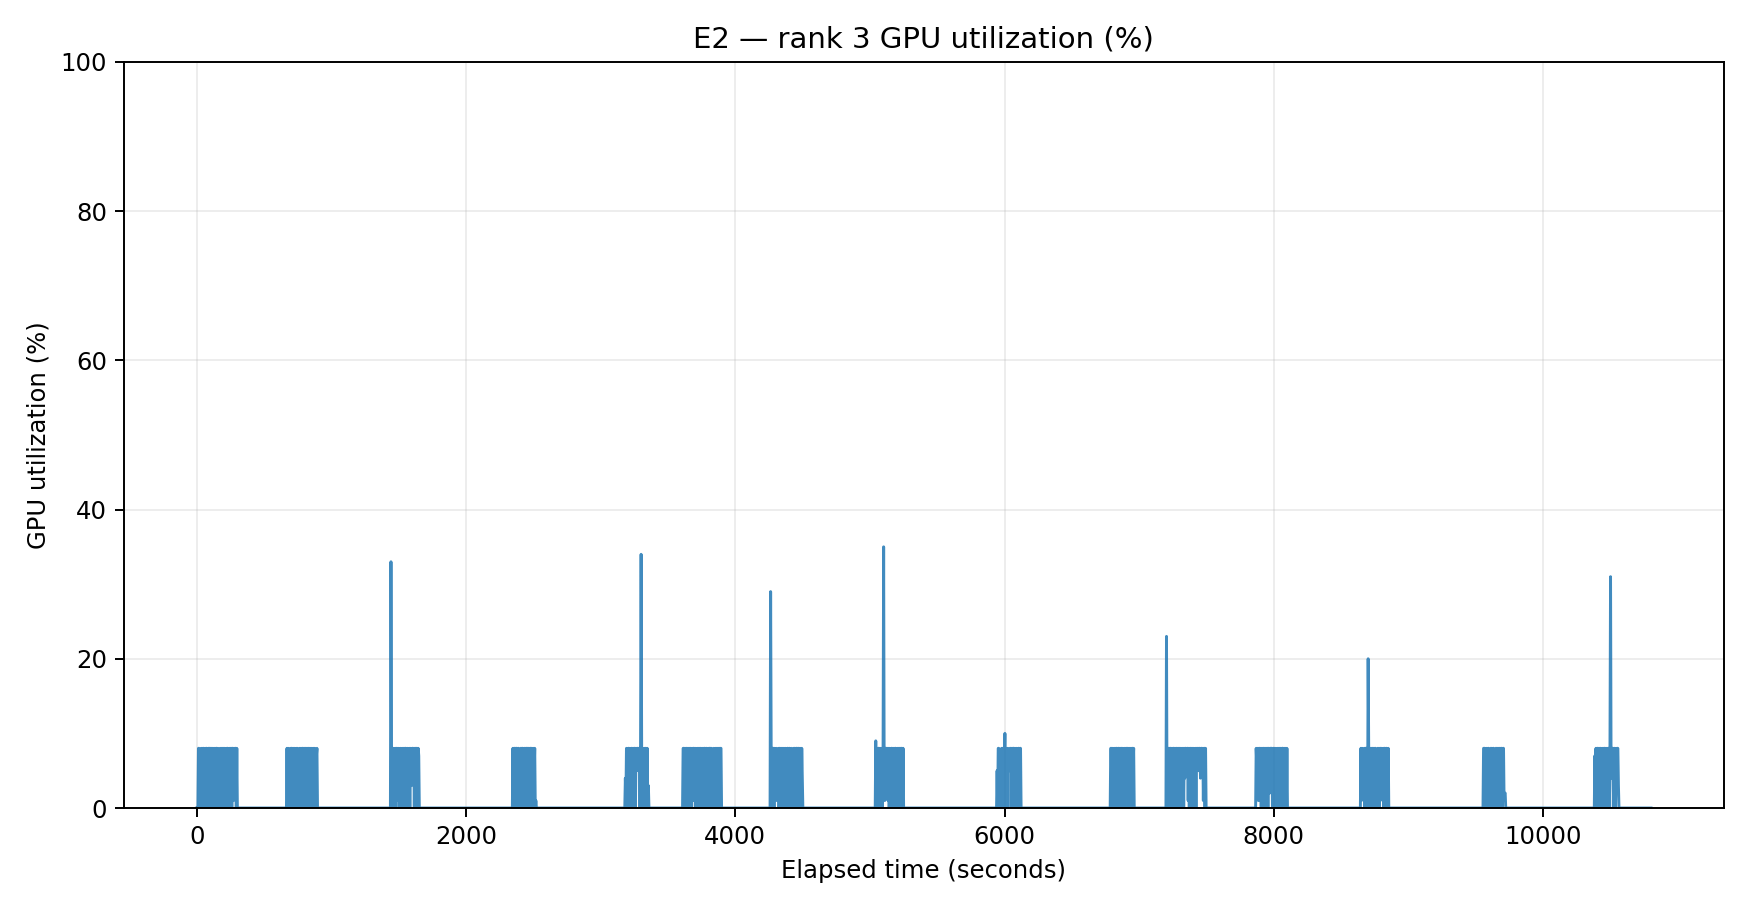 E2 — rank 3 GPU utilization (%)
100
80
60
40
20
0
GPU utilization (%)
0 2000 4000 6000 8000 10000
Elapsed time (seconds)